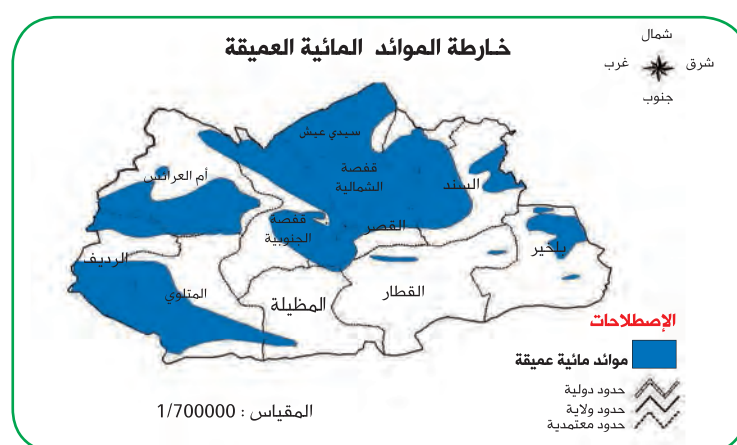 خارطة الموائد المائية العميقة
شمال
شرق
غرب
جنوب
سيدي عيش
قفصة
الشمالية
أم العرائس
السند
القصر
قفصة
الجنوبية
بلخير
الرديف
المتلوي
المظيلة
القطار
الإصطلاحات
موائد مائية عميقة
حدود دولية
حدود ولاية
حدود معتمدية
المقياس : 1/700000